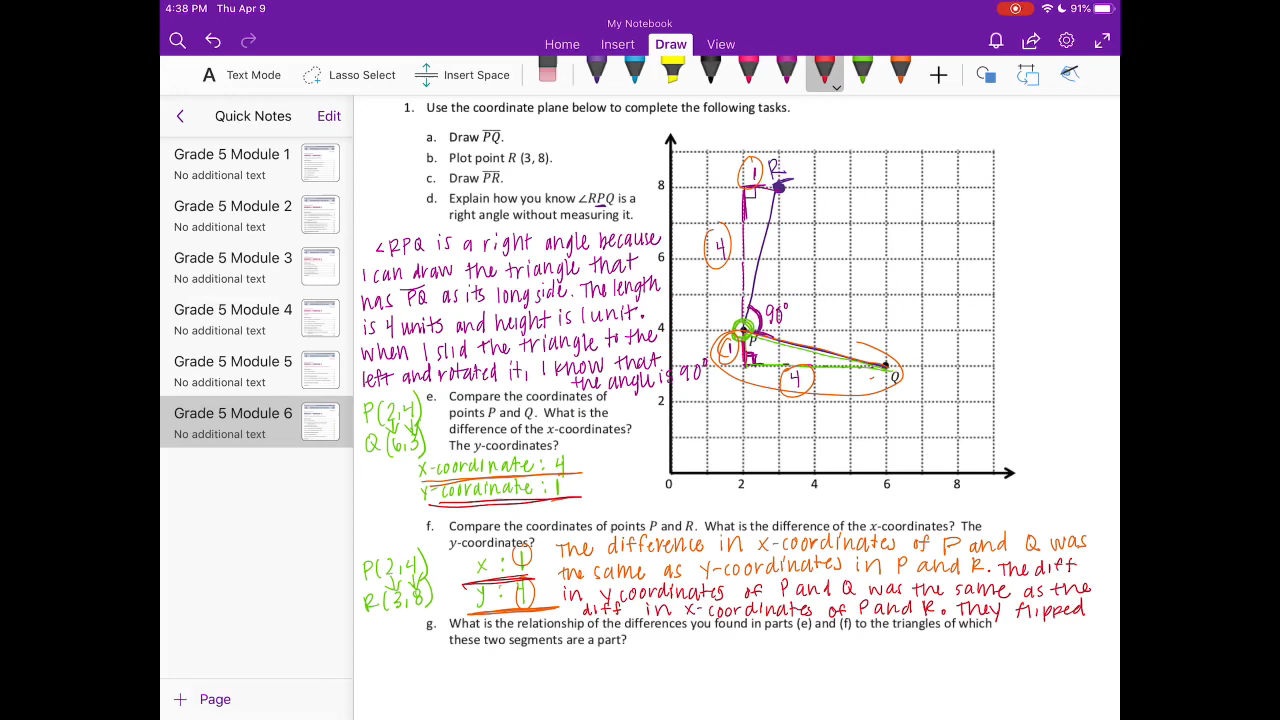 4:38 PM Thu Apr 9
91%
My Notebook
Home Insert Draw View
Text Mode Lasso Select Insert Space
Quick Notes Edit
Grade 5 Module 1
No additional text
Grade 5 Module 2
No additional text
Grade 5 Module 3
No additional text
Grade 5 Module 4
No additional text
Grade 5 Module 5
No additional text
Grade 5 Module 6
No additional text
Page
1. Use the coordinate plane below to complete the following tasks.
a. Draw PQ.
b. Plot point R (3, 8).
c. Draw PR.
d. Explain how you know ∠RPQ is a
right angle without measuring it.
∠RPQ is a right angle because
I can draw the triangle that
has PQ as its long side. The length
is 4 units and height is 1 unit.
When I slid the triangle to the
left and rotated it, I know that
the angle is 90°
e. Compare the coordinates of
points P and Q. What is the
difference of the x-coordinates?
The y-coordinates?
P(2,4)
Q(6,3)
x-coordinate: 4
y-coordinate: 1
8
6
4
2
0 2 4 6 8
1 R
4
90°
P
1
4
Q
f. Compare the coordinates of points P and R. What is the difference of the x-coordinates? The
y-coordinates?
P(2,4)
R(3,8)
x: 1
y: 4
The difference in x-coordinates of P and Q was
the same as y-coordinates in P and R. The diff
in y coordinates of P and Q was the same as the
diff in x-coordinates of P and R. They flipped
g. What is the relationship of the differences you found in parts (e) and (f) to the triangles of which
these two segments are a part?